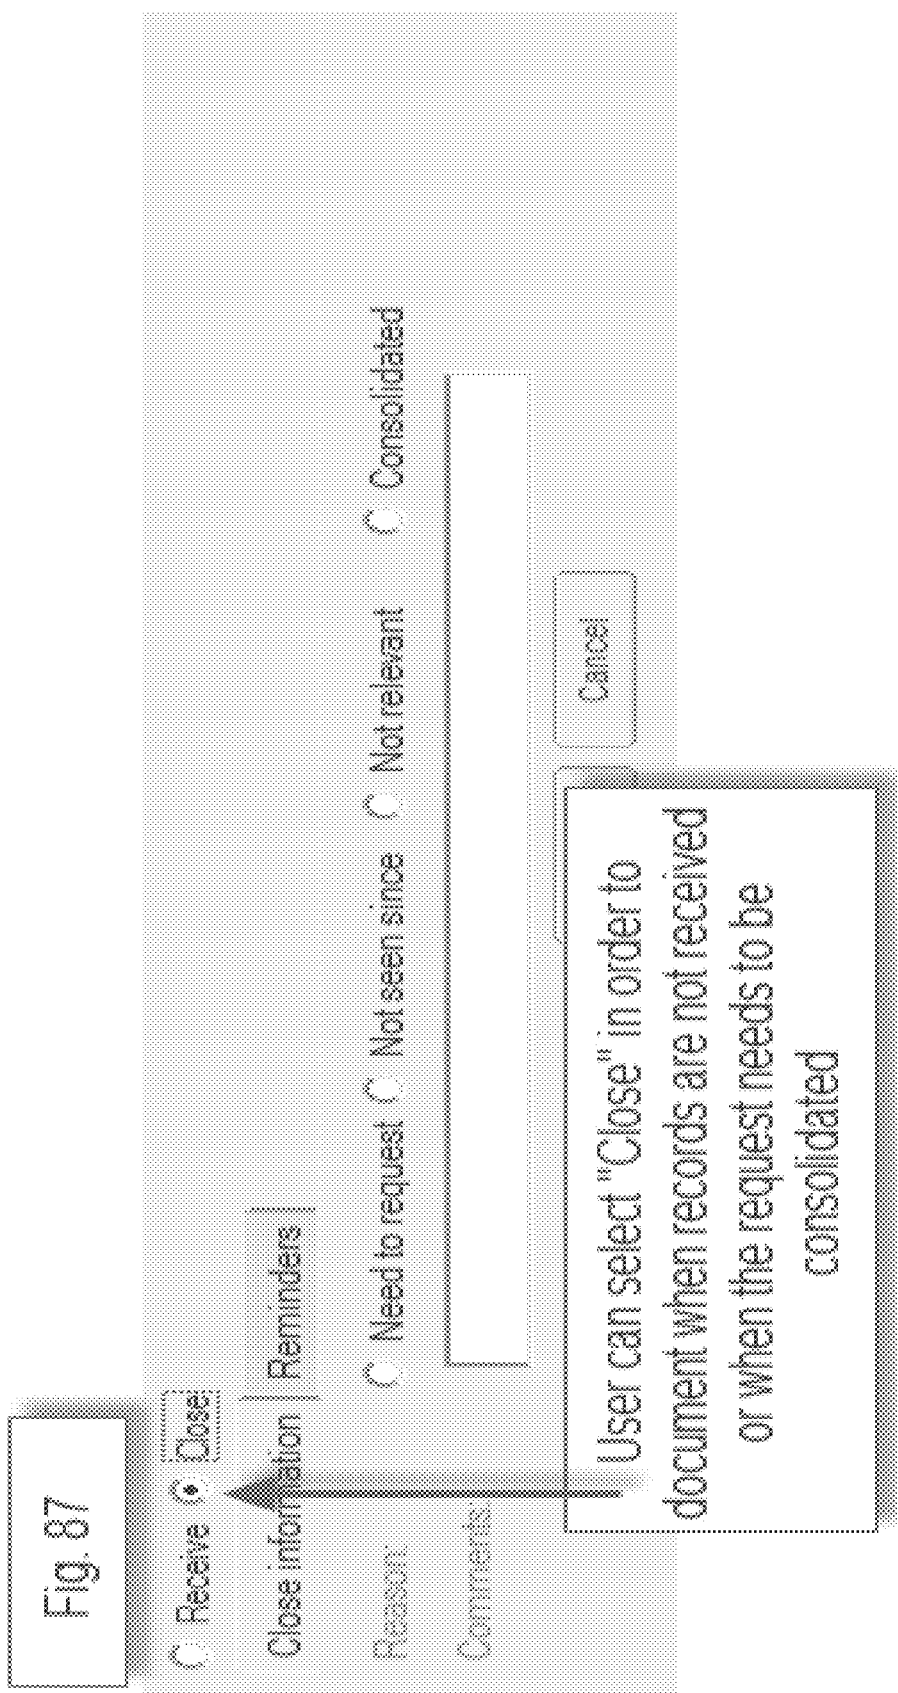 Fig. 87
Receive Close
Close information Reminders
Reason: Need to request Not seen since Not relevant Consolidated
Comments:
Cancel
User can select "Close" in order to
document when records are not received
or when the request needs to be
consolidated